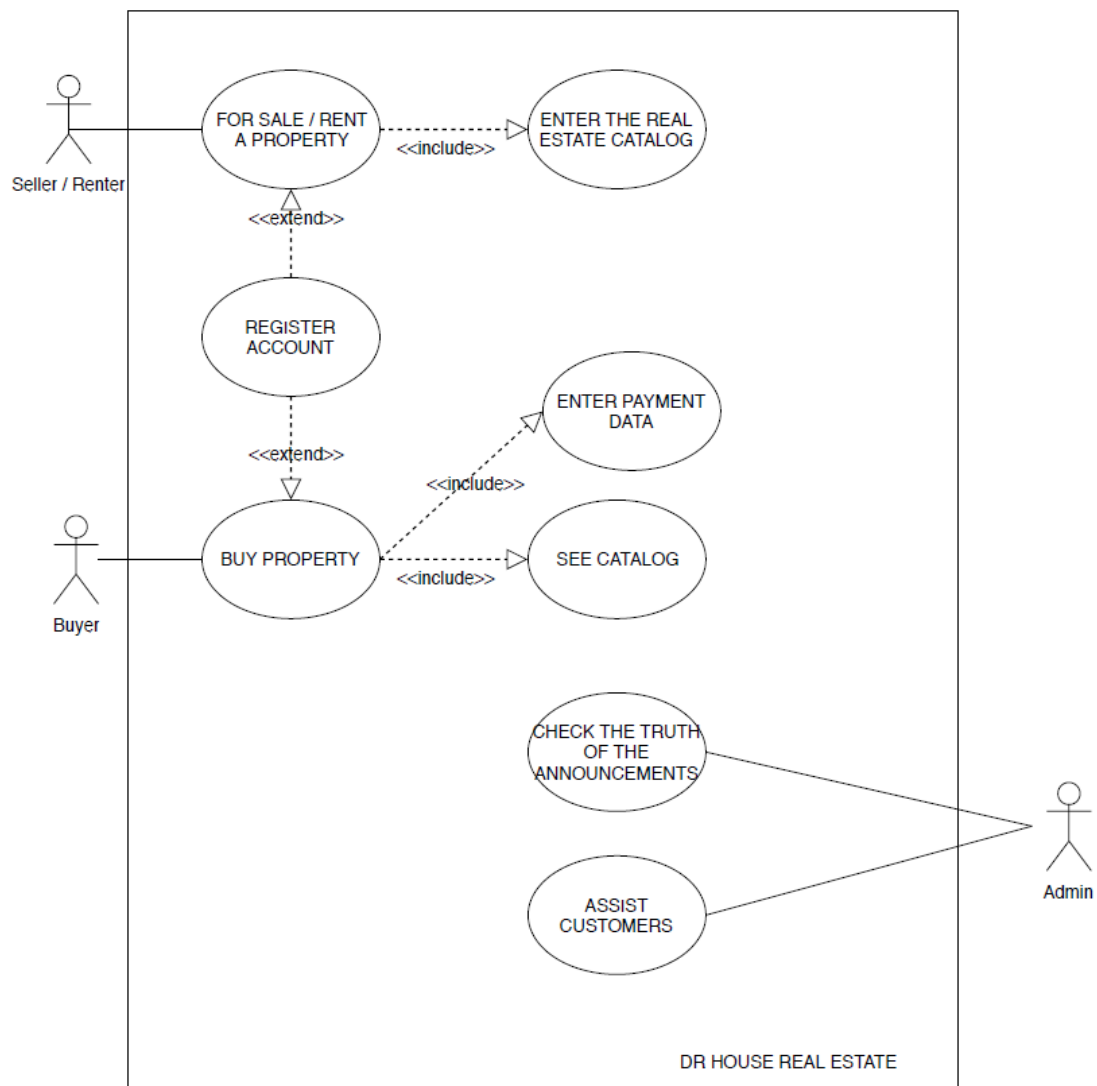 FOR SALE / RENT
A PROPERTY
<<include>>
ENTER THE REAL
ESTATE CATALOG
Seller / Renter
<<extend>>
REGISTER
ACCOUNT
<<extend>>
ENTER PAYMENT
DATA
<<include>>
BUY PROPERTY
<<include>>
SEE CATALOG
Buyer
CHECK THE TRUTH
OF THE
ANNOUNCEMENTS
Admin
ASSIST
CUSTOMERS
DR HOUSE REAL ESTATE